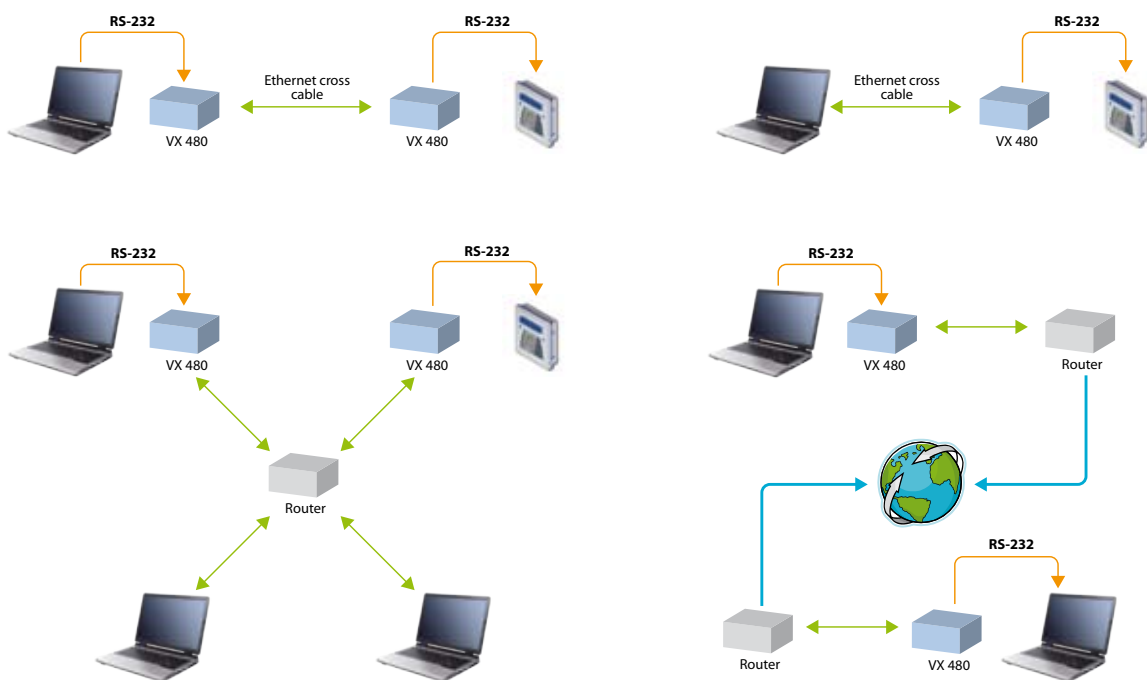 RS-232
RS-232
Ethernet cross
cable
VX 480
VX 480
RS-232
Ethernet cross
cable
VX 480
RS-232
RS-232
VX 480
VX 480
Router
RS-232
VX 480
Router
RS-232
Router
VX 480